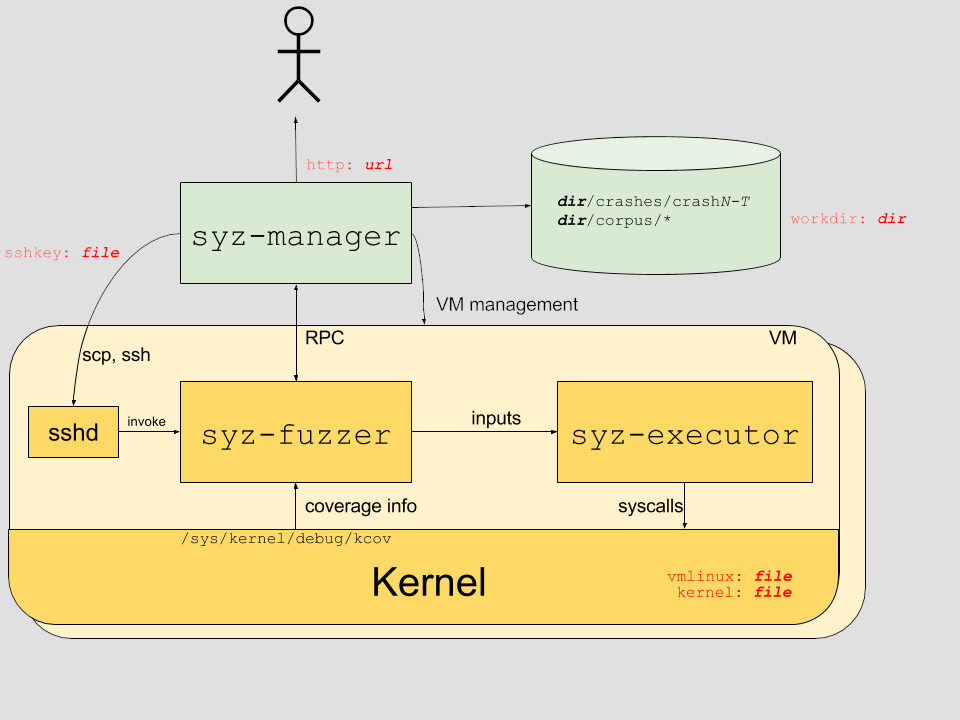 http: url
syz-manager
dir/crashes/crashN-T
dir/corpus/*
workdir: dir
sshkey: file
VM management
RPC
VM
scp, ssh
sshd
invoke
syz-fuzzer
inputs
syz-executor
coverage info
syscalls
/sys/kernel/debug/kcov
Kernel
vmlinux: file
kernel: file